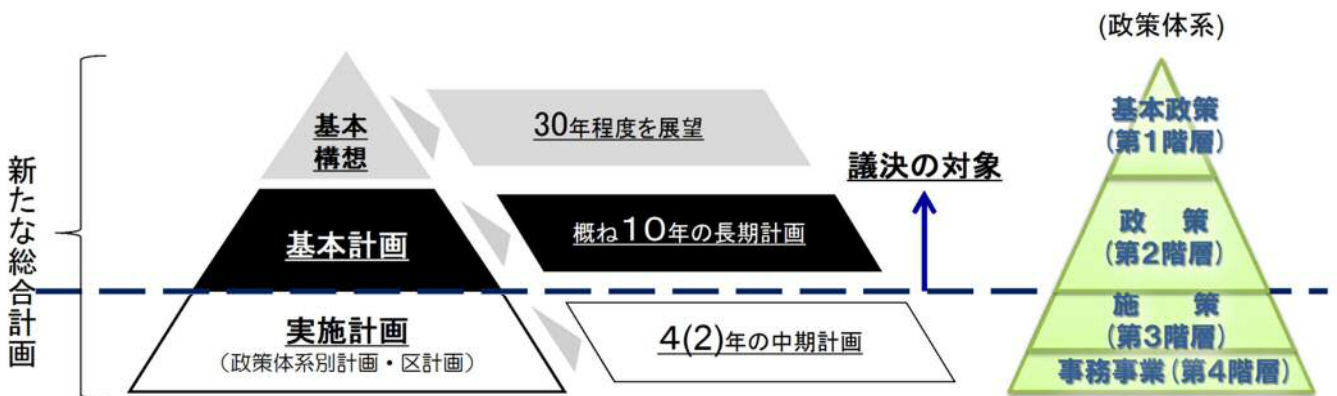 新たな総合計画
基本
構想
30年程度を展望
基本計画
概ね10年の長期計画
実施計画
(政策体系別計画・区計画)
4(2)年の中期計画
議決の対象
(政策体系)
基本政策
(第1階層)
政　策
(第2階層)
施　策
(第3階層)
事務事業(第4階層)